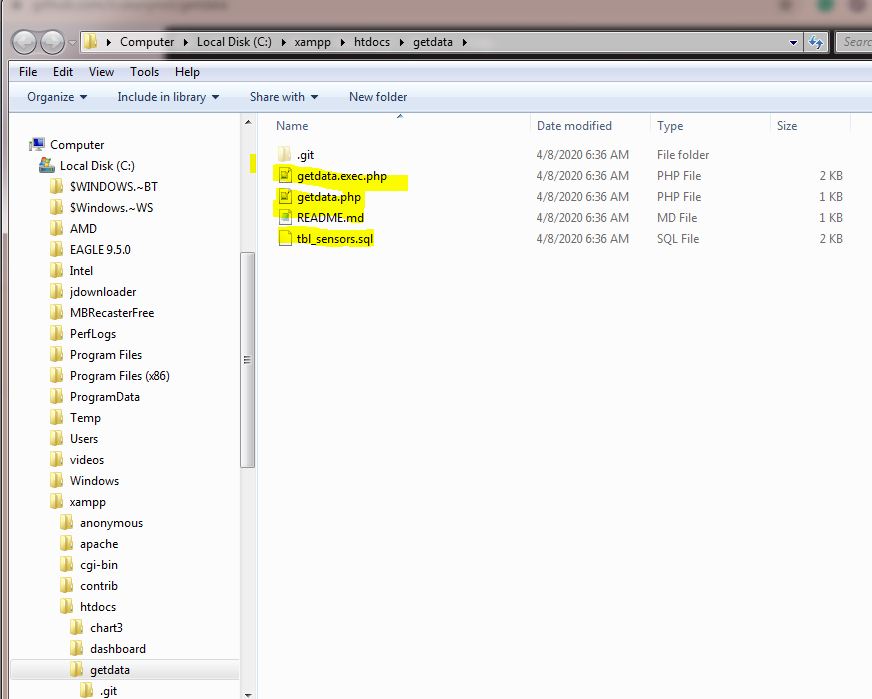 Computer Local Disk (C:) xampp htdocs getdata
Sear
File Edit View Tools Help
Organize Include in library Share with New folder
Name Date modified Type Size
.git 4/8/2020 6:36 AM File folder
getdata.exec.php 4/8/2020 6:36 AM PHP File 2 KB
getdata.php 4/8/2020 6:36 AM PHP File 1 KB
README.md 4/8/2020 6:36 AM MD File 1 KB
tbl_sensors.sql 4/8/2020 6:36 AM SQL File 2 KB
Computer
Local Disk (C:)
$WINDOWS.~BT
$Windows.~WS
AMD
EAGLE 9.5.0
Intel
jdownloader
MBRecasterFree
PerfLogs
Program Files
Program Files (x86)
ProgramData
Temp
Users
videos
Windows
xampp
anonymous
apache
cgi-bin
contrib
htdocs
chart3
dashboard
getdata
.git